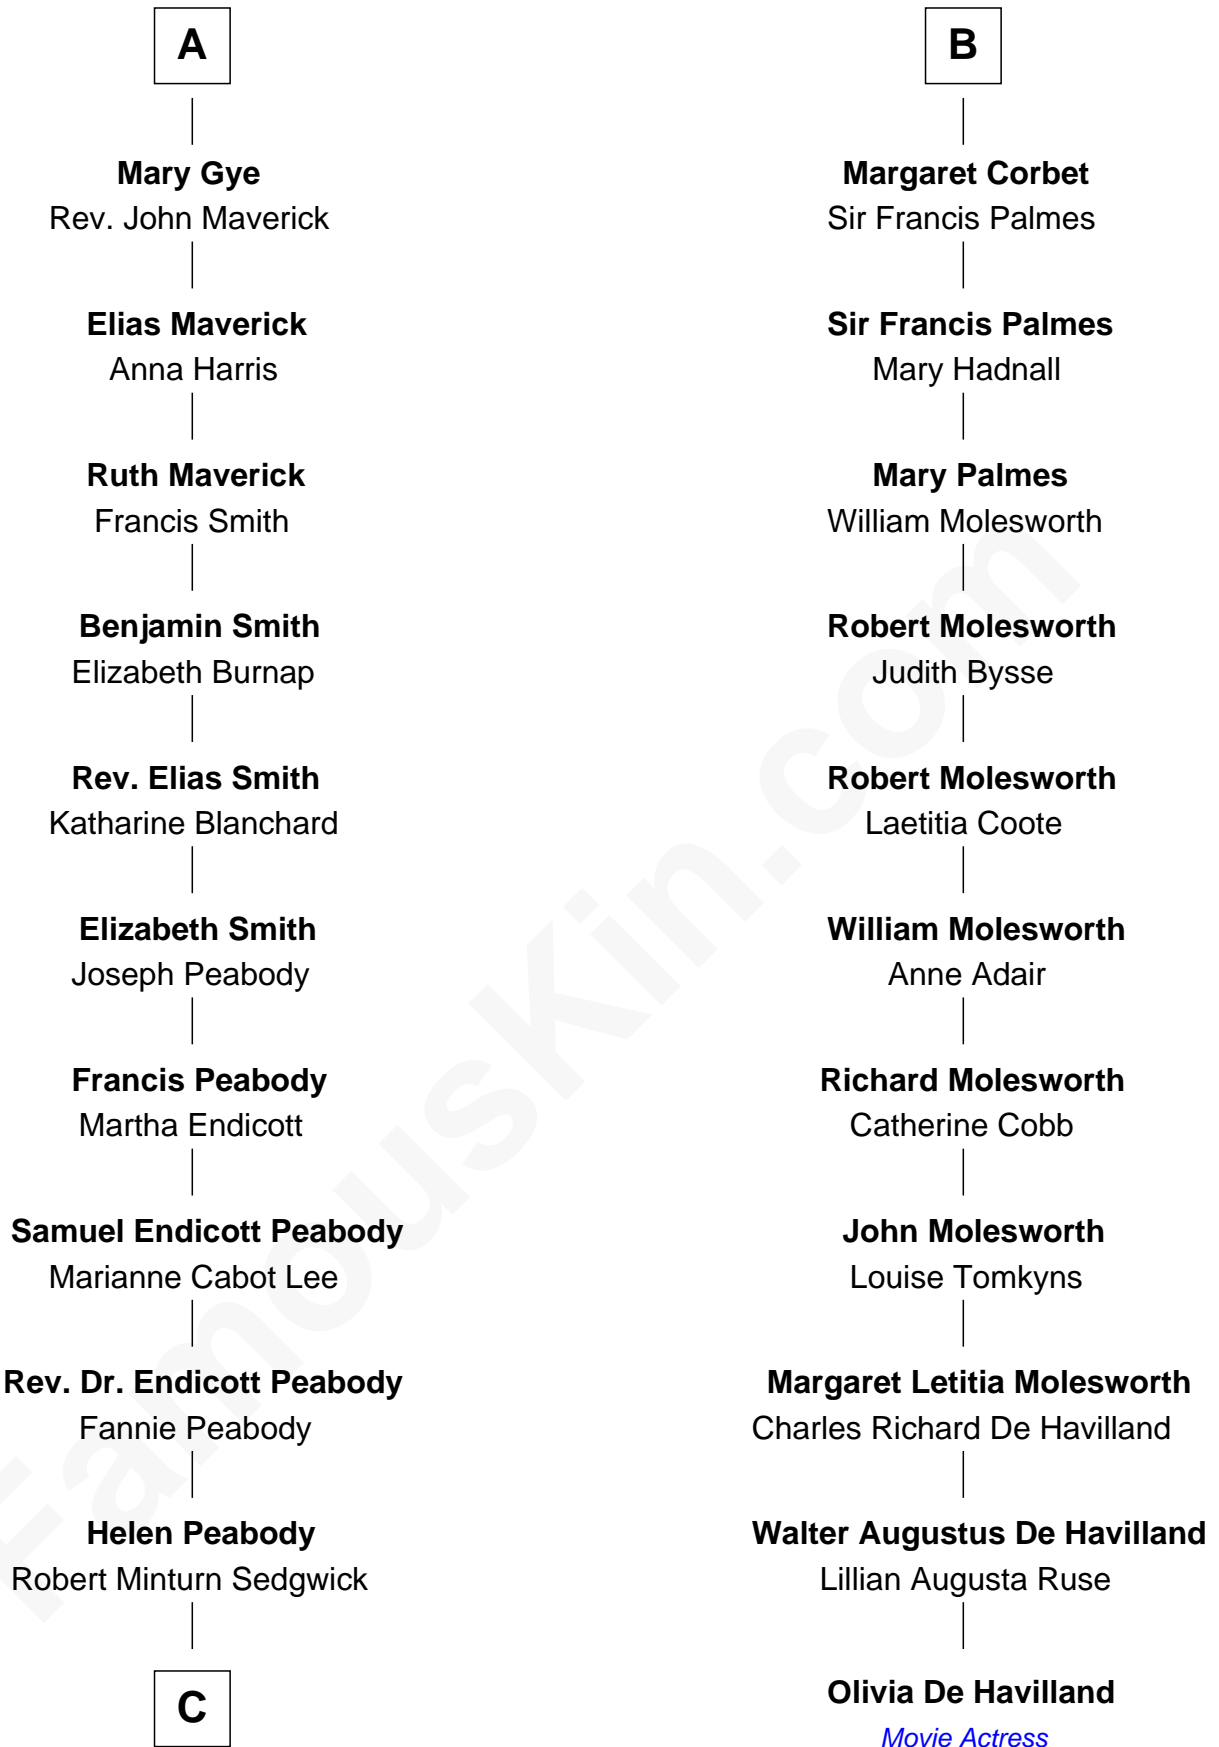 A
Mary Gye
Rev. John Maverick
Elias Maverick
Anna Harris
Ruth Maverick
Francis Smith
Benjamin Smith
Elizabeth Burnap
Rev. Elias Smith
Katharine Blanchard
Elizabeth Smith
Joseph Peabody
Francis Peabody
Martha Endicott
Samuel Endicott Peabody
Marianne Cabot Lee
Rev. Dr. Endicott Peabody
Fannie Peabody
Helen Peabody
Robert Minturn Sedgwick
C
B
Margaret Corbet
Sir Francis Palmes
Sir Francis Palmes
Mary Hadnall
Mary Palmes
William Molesworth
Robert Molesworth
Judith Bysse
Robert Molesworth
Laetitia Coote
William Molesworth
Anne Adair
Richard Molesworth
Catherine Cobb
John Molesworth
Louise Tomkyns
Margaret Letitia Molesworth
Charles Richard De Havilland
Walter Augustus De Havilland
Lillian Augusta Ruse
Olivia De Havilland
Movie Actress
FamousKin.com